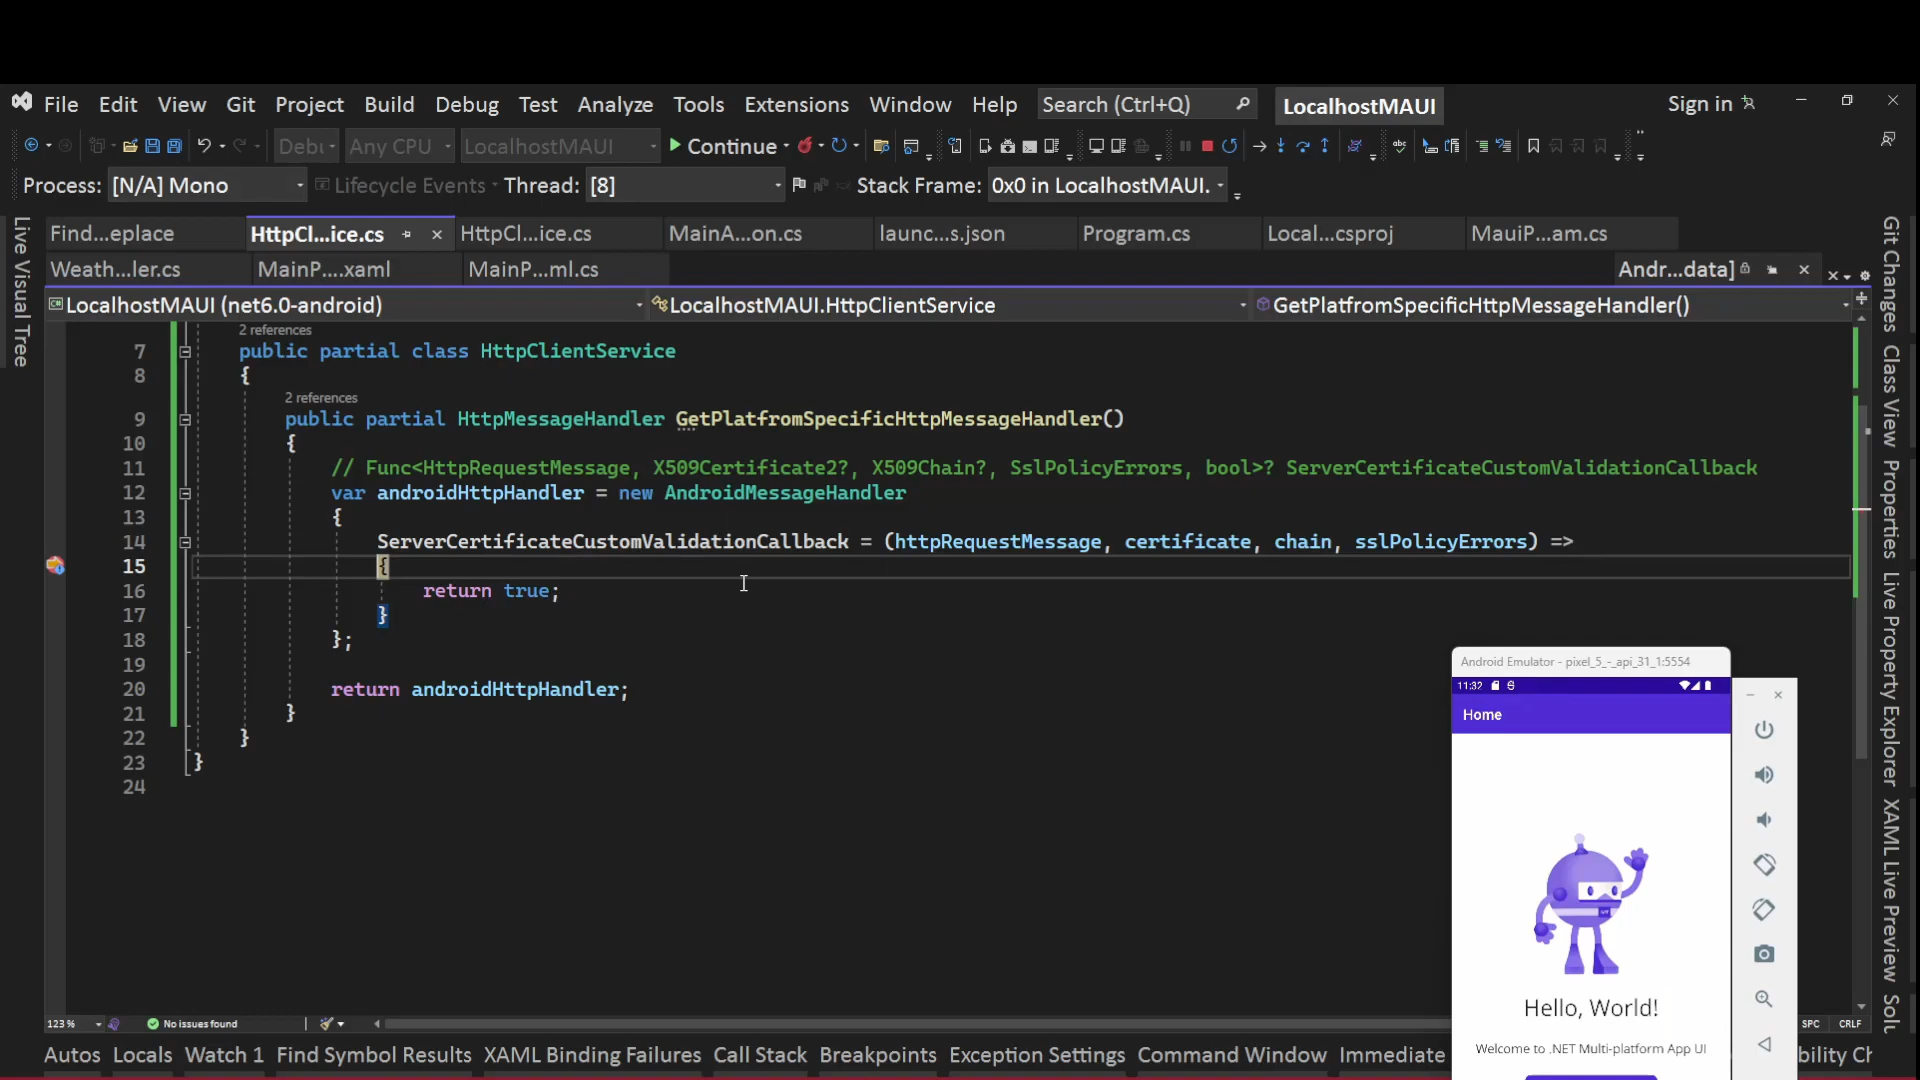 File Edit View Git Project Build Debug Test Analyze Tools Extensions Window Help Search (Ctrl+Q) LocalhostMAUI Sign in
Debu Any CPU LocalhostMAUI Continue
Process: [N/A] Mono Lifecycle Events Thread: [8] Stack Frame: 0x0 in LocalhostMAUI.
Find...eplace HttpCl...ice.cs HttpCl...ice.cs MainA...on.cs launc...s.json Program.cs Local...csproj MauiP...am.cs
Weath...ler.cs MainP...xaml MainP...ml.cs Andr...data]
LocalhostMAUI (net6.0-android) LocalhostMAUI.HttpClientService GetPlatfromSpecificHttpMessageHandler()
2 references
7 public partial class HttpClientService
8 {
2 references
9 public partial HttpMessageHandler GetPlatfromSpecificHttpMessageHandler()
10 {
11 // Func<HttpRequestMessage, X509Certificate2?, X509Chain?, SslPolicyErrors, bool>? ServerCertificateCustomValidationCallback
12 var androidHttpHandler = new AndroidMessageHandler
13 {
14 ServerCertificateCustomValidationCallback = (httpRequestMessage, certificate, chain, sslPolicyErrors) =>
15 {
16 return true;
17 }
18 };
19
20 return androidHttpHandler;
21 }
22 }
23 }
24
Live Visual Tree
Git Changes
Class View
Properties
Live Property Explorer
XAML Live Preview
Solu
Android Emulator - pixel_5_-_api_31_1:5554
11:32
Home
Hello, World!
Welcome to .NET Multi-platform App UI
123 % No issues found SPC CRLF
Autos Locals Watch 1 Find Symbol Results XAML Binding Failures Call Stack Breakpoints Exception Settings Command Window Immediate bility Ch